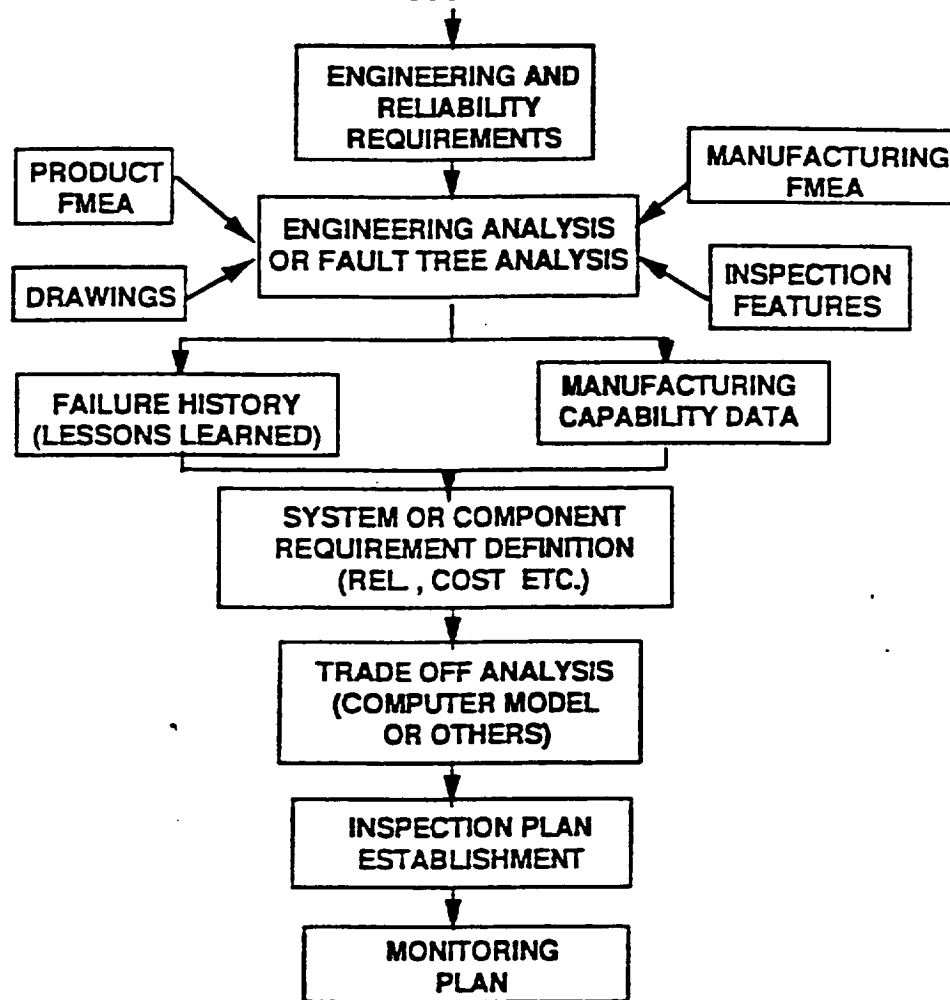 ENGINEERING AND
RELIABILITY
REQUIREMENTS
PRODUCT
FMEA
MANUFACTURING
FMEA
ENGINEERING ANALYSIS
OR FAULT TREE ANALYSIS
DRAWINGS
INSPECTION
FEATURES
FAILURE HISTORY
(LESSONS LEARNED)
MANUFACTURING
CAPABILITY DATA
SYSTEM OR COMPONENT
REQUIREMENT DEFINITION
(REL., COST ETC.)
TRADE OFF ANALYSIS
(COMPUTER MODEL
OR OTHERS)
INSPECTION PLAN
ESTABLISHMENT
MONITORING
PLAN